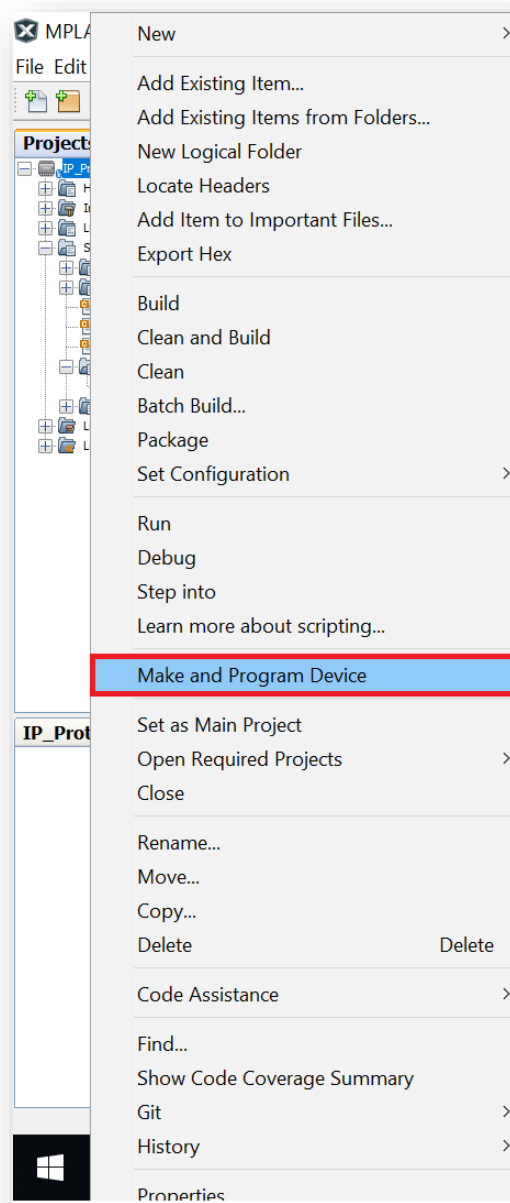 MPLA
New
File Edit
Add Existing Item...
Add Existing Items from Folders...
Projects
New Logical Folder
IP_Pr
Locate Headers
H
Add Item to Important Files...
L
Export Hex
S
Build
Clean and Build
Clean
Batch Build...
L
Package
L
Set Configuration
Run
Debug
Step into
Learn more about scripting...
Make and Program Device
IP_Prot
Set as Main Project
Open Required Projects
Close
Rename...
Move...
Copy...
Delete Delete
Code Assistance
Find...
Show Code Coverage Summary
Git
History
Properties